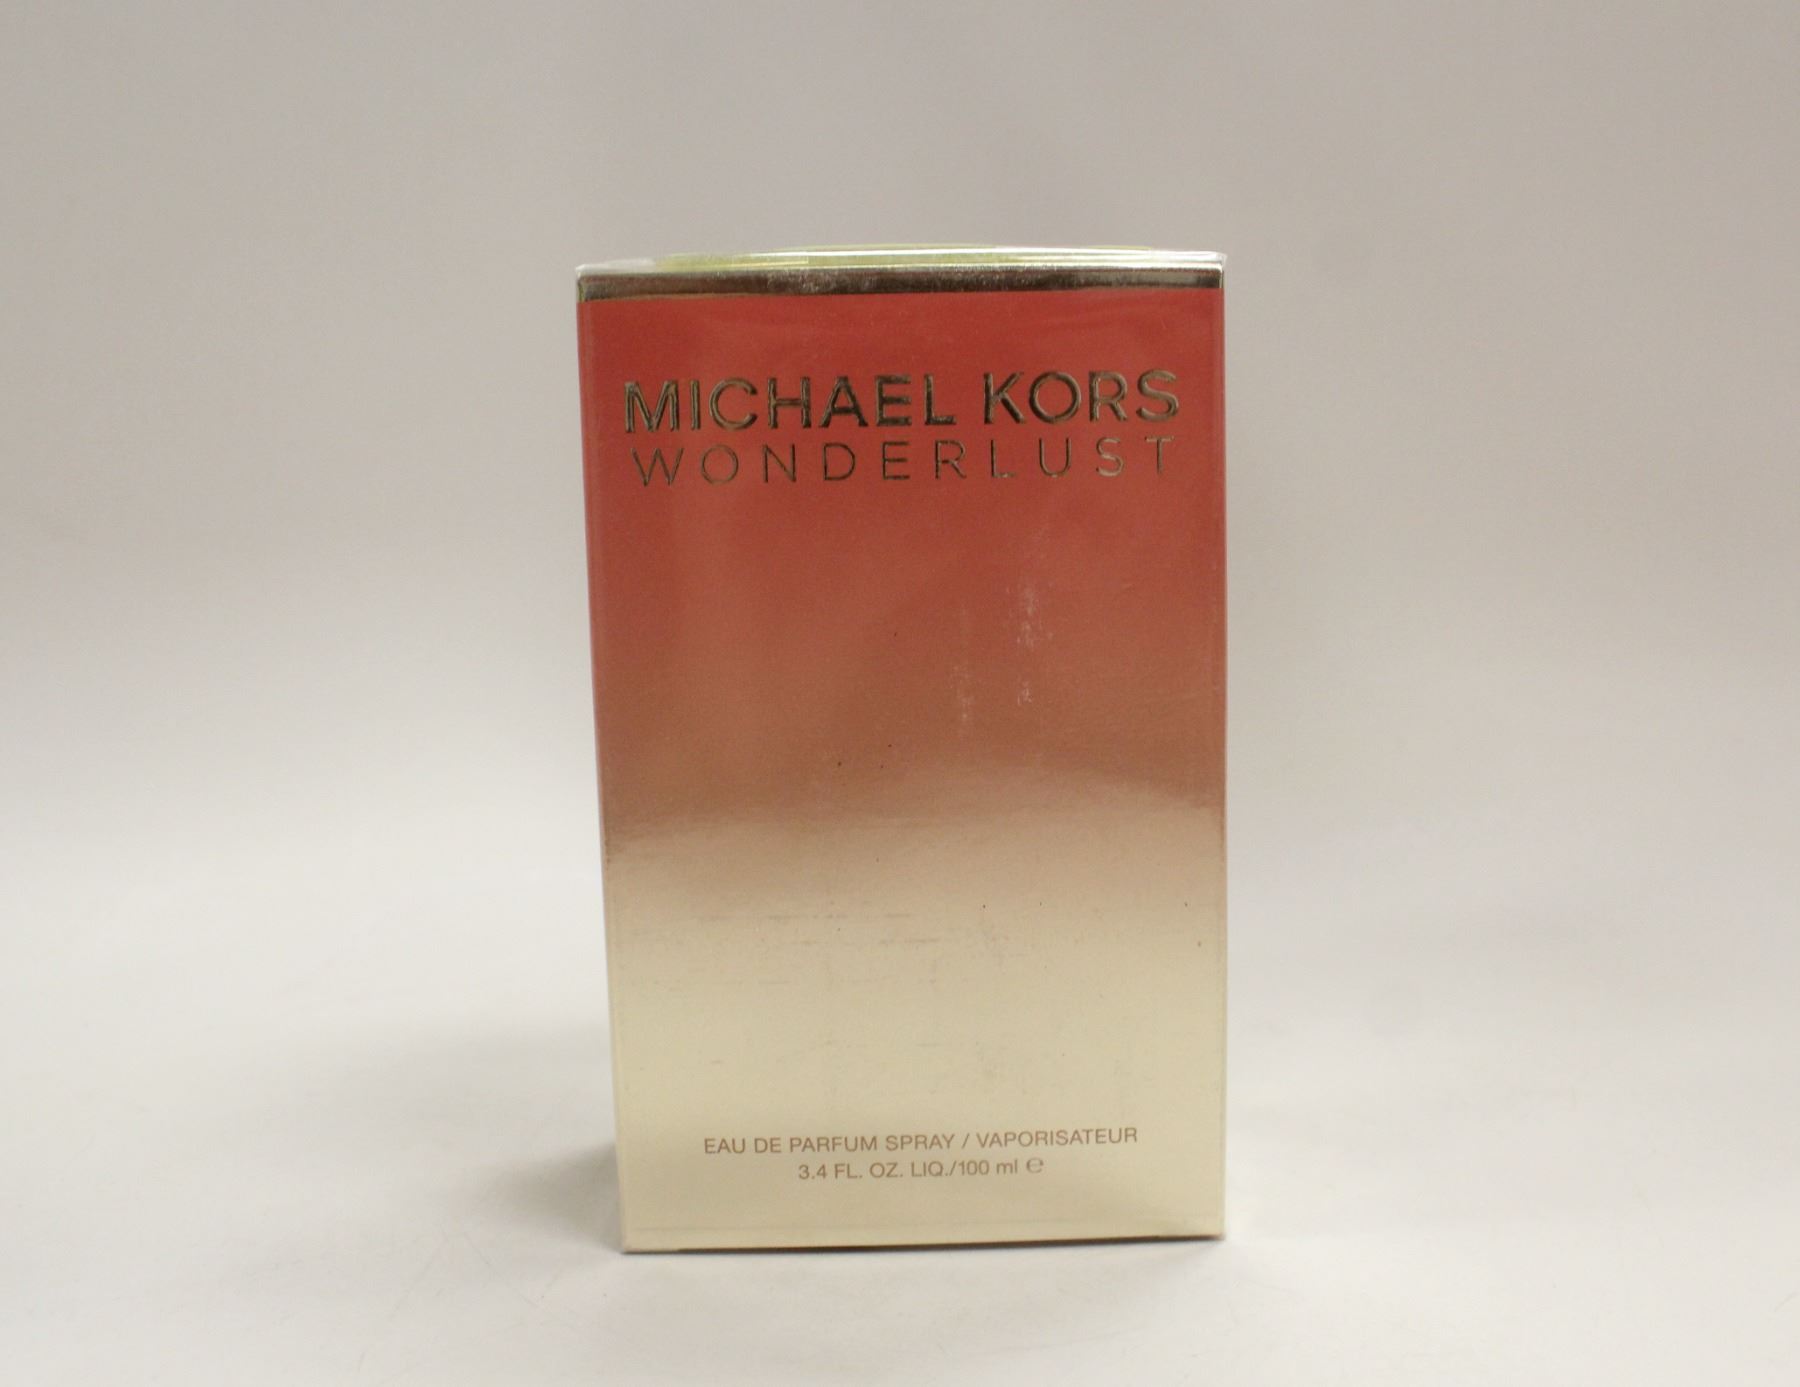 MICHAEL KORS
WONDERLUST
EAU DE PARFUM SPRAY / VAPORISATEUR
3.4 FL. OZ. LIQ./100 ml ℮